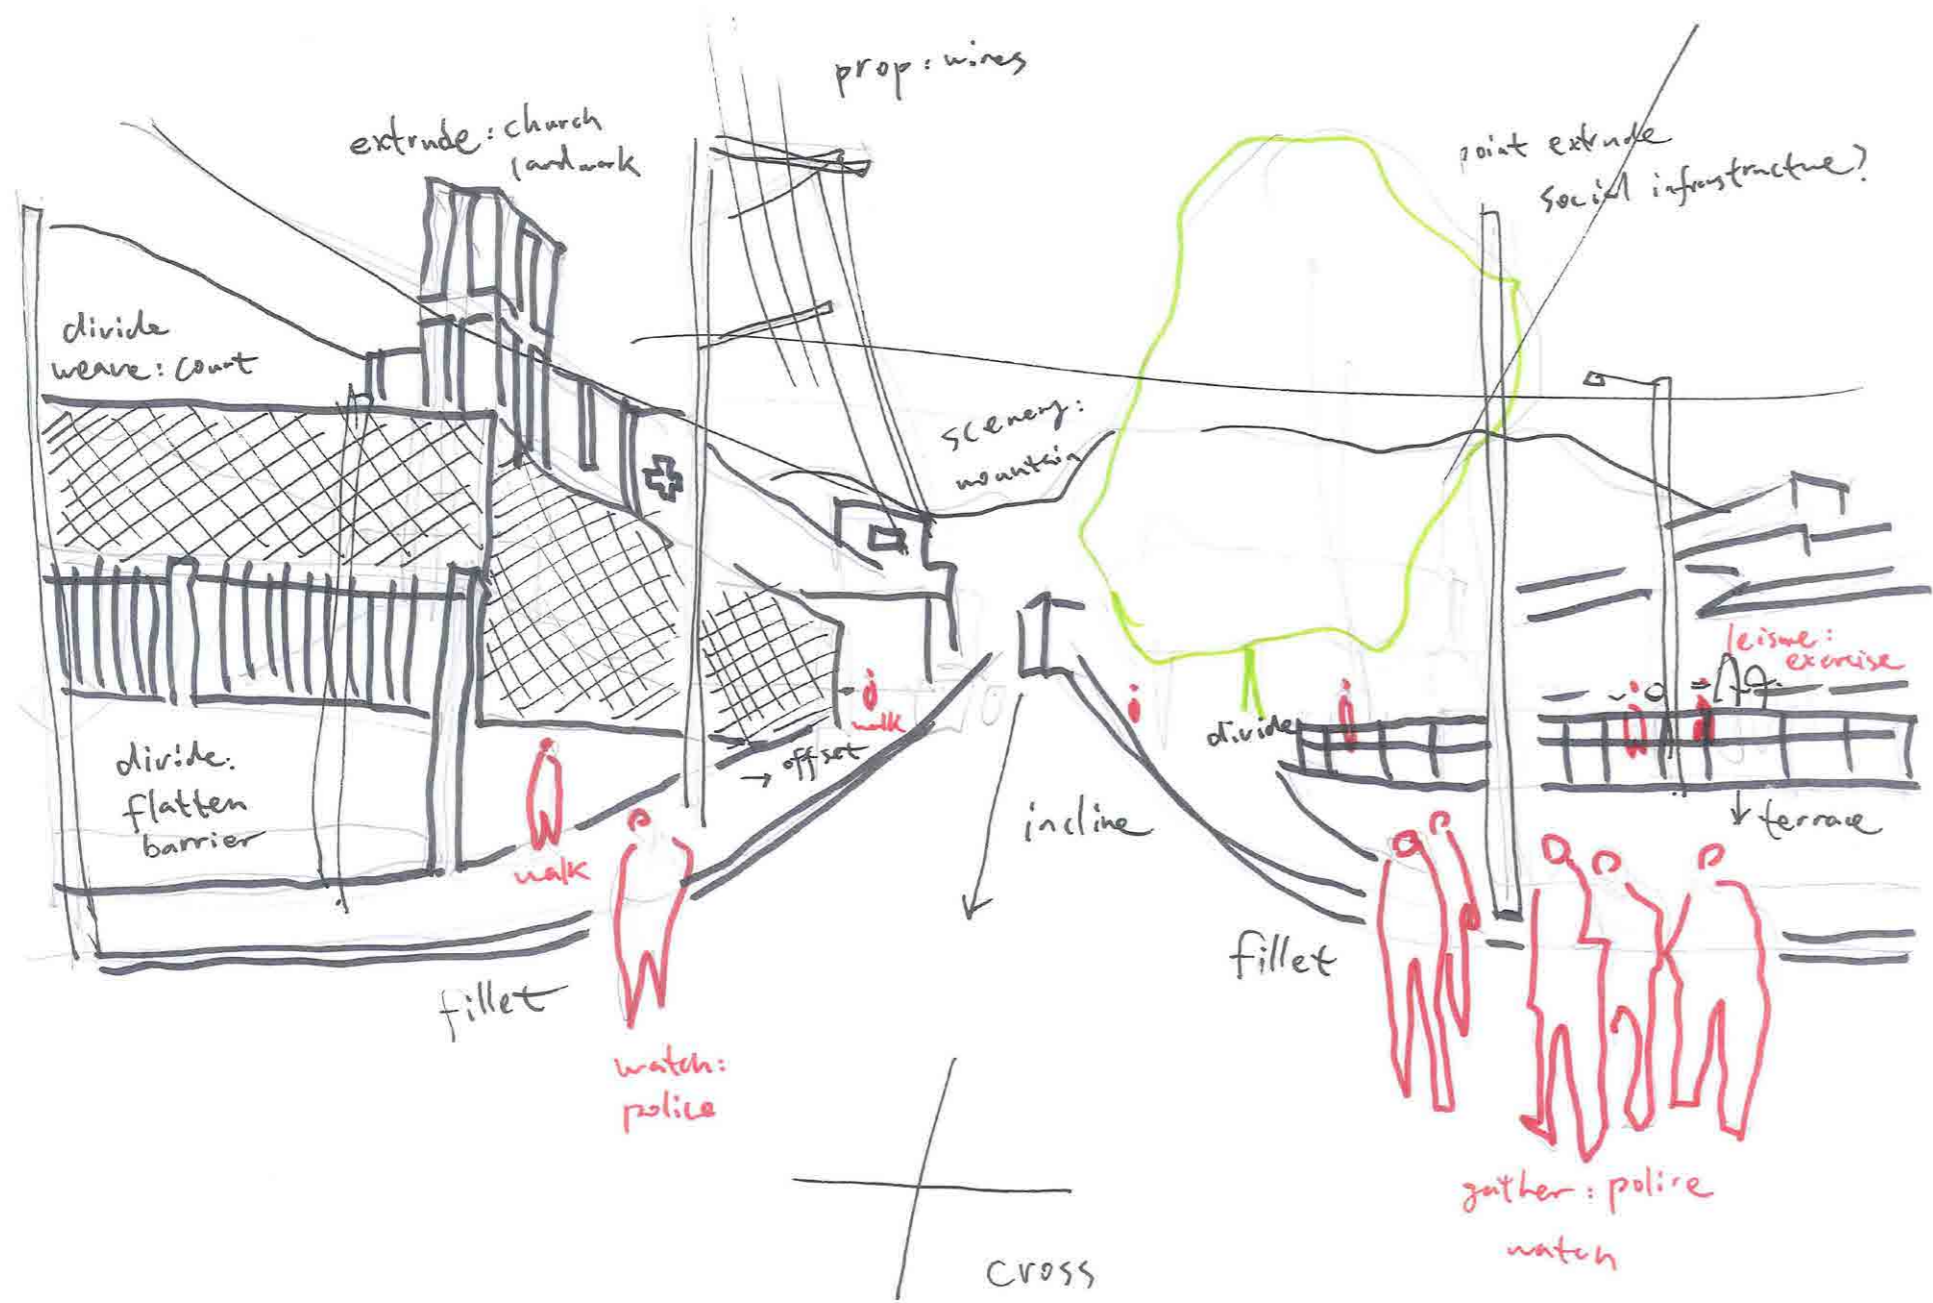 prop: wires
extrude: church
landmark
point extrude
social infrastructure?
divide
weave: court
scenery:
mountain
leisure:
exercise
walk
divide
→ offset
divide:
flatten
barrier
incline
terrace
walk
fillet
fillet
watch:
police
gather: police
watch
cross